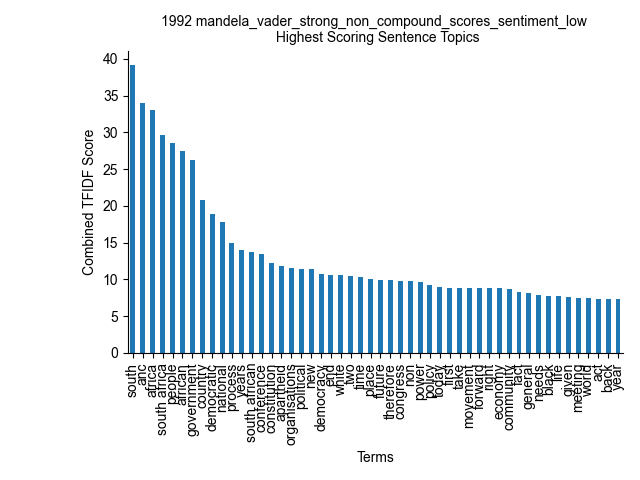 1992 mandela_vader_strong_non_compound_scores_sentiment_low
Highest Scoring Sentence Topics
Combined TFIDF Score
40
35
30
25
20
15
10
5
0
south
anc
africa
south africa
people
african
government
country
democratic
national
process
years
south african
conference
constitution
apartheid
organisations
political
new
democracy
end
white
two
time
place
future
therefore
congress
non
power
policy
today
first
take
movement
forward
right
economy
community
fact
general
needs
black
life
given
meeting
world
act
back
year
Terms